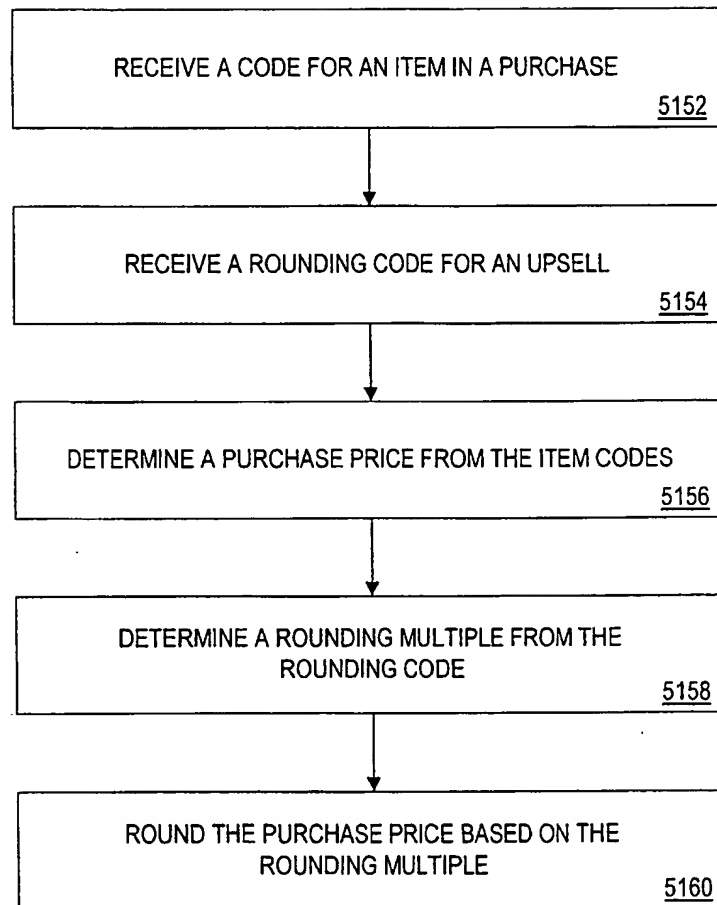 RECEIVE A CODE FOR AN ITEM IN A PURCHASE
5152
RECEIVE A ROUNDING CODE FOR AN UPSELL
5154
DETERMINE A PURCHASE PRICE FROM THE ITEM CODES
5156
DETERMINE A ROUNDING MULTIPLE FROM THE
ROUNDING CODE
5158
ROUND THE PURCHASE PRICE BASED ON THE
ROUNDING MULTIPLE
5160